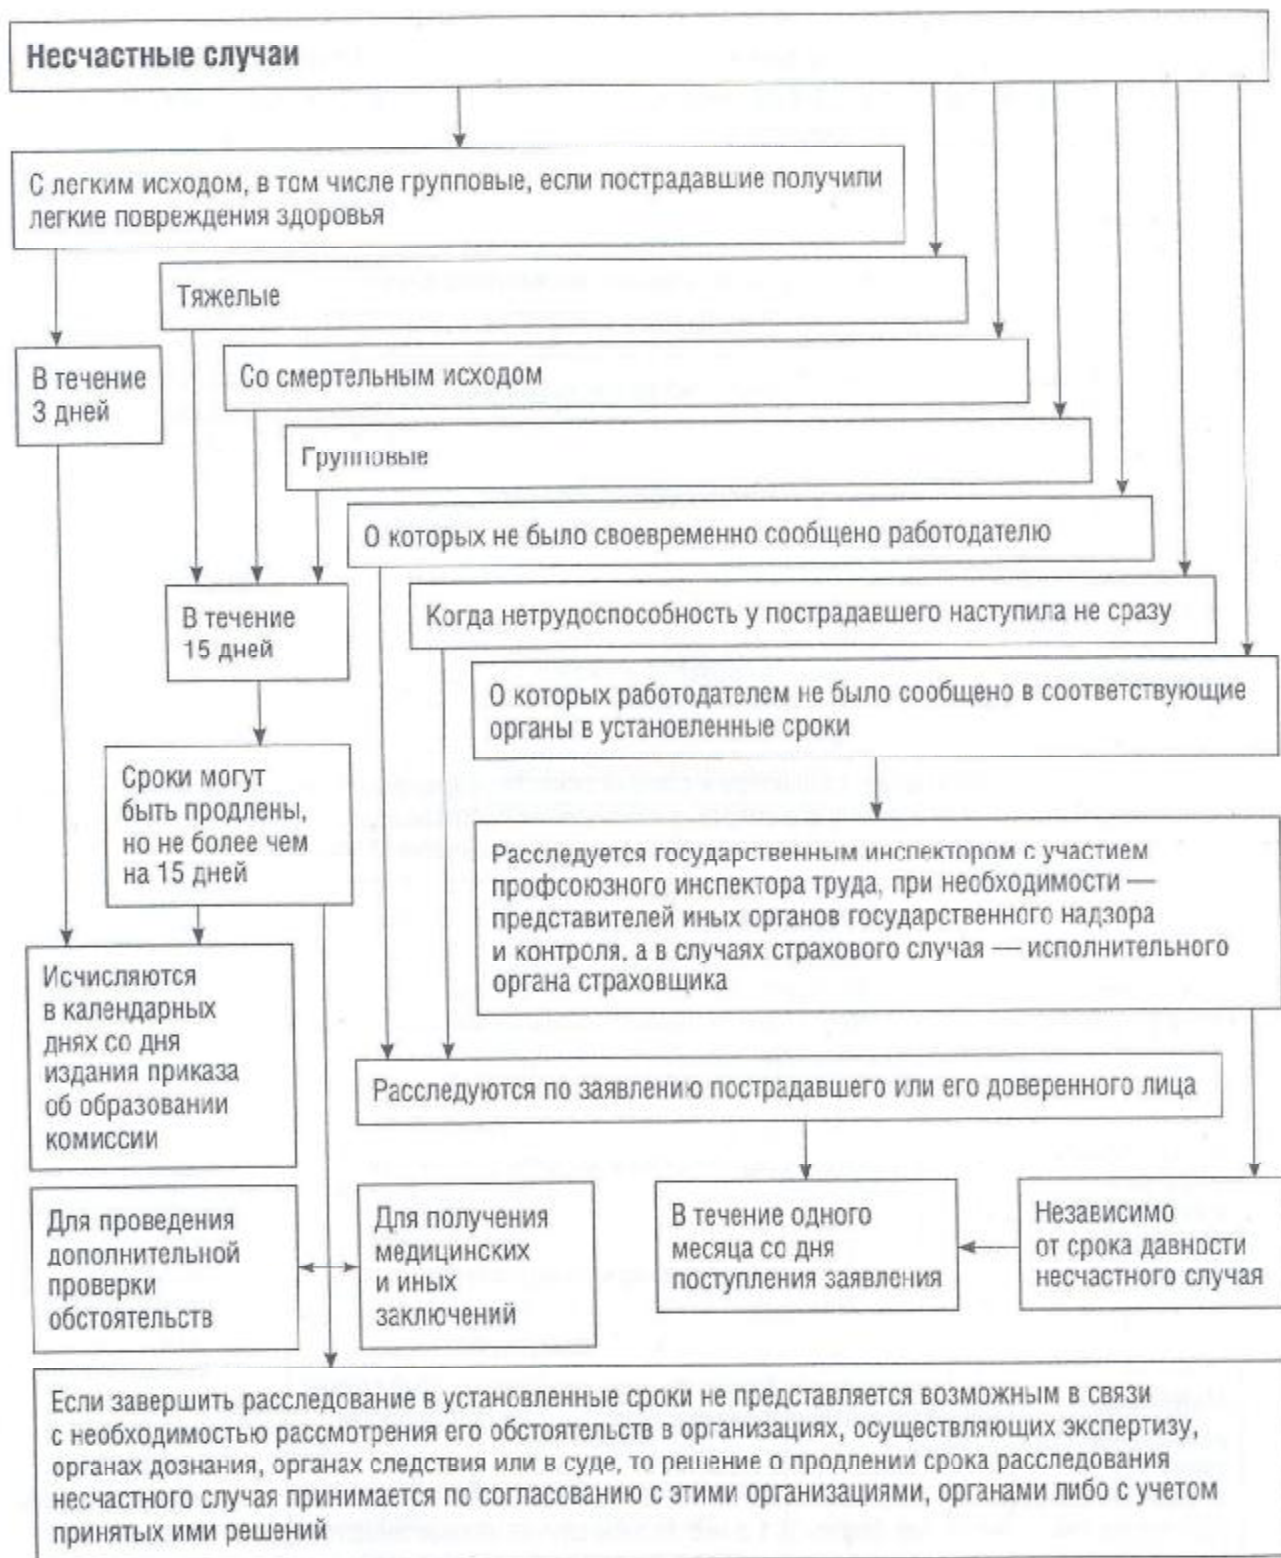 Несчастные случаи
С легким исходом, в том числе групповые, если пострадавшие получили
легкие повреждения здоровья
Тяжелые
В течение
3 дней
Со смертельным исходом
Групповые
О которых не было своевременно сообщено работодателю
В течение
15 дней
Когда нетрудоспособность у пострадавшего наступила не сразу
О которых работодателем не было сообщено в соответствующие
органы в установленные сроки
Сроки могут
быть продлены,
но не более чем
на 15 дней
Расследуется государственным инспектором с участием
профсоюзного инспектора труда, при необходимости —
представителей иных органов государственного надзора
и контроля, а в случаях страхового случая — исполнительного
органа страховщика
Исчисляются
в календарных
днях со дня
издания приказа
об образовании
комиссии
Расследуются по заявлению пострадавшего или его доверенного лица
Для проведения
дополнительной
проверки
обстоятельств
Для получения
медицинских
и иных
заключений
В течение одного
месяца со дня
поступления заявления
Независимо
от срока давности
несчастного случая
Если завершить расследование в установленные сроки не представляется возможным в связи
с необходимостью рассмотрения его обстоятельств в организациях, осуществляющих экспертизу,
органах дознания, органах следствия или в суде, то решение о продлении срока расследования
несчастного случая принимается по согласованию с этими организациями, органами либо с учетом
принятых ими решений